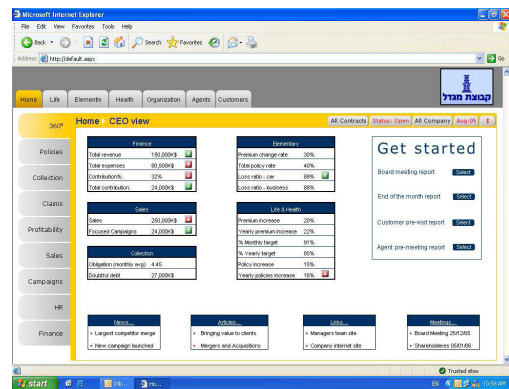 Microsoft Internet Explorer
File Edit View Favorites Tools Help
Back Search Favorites
Address http://default.aspx Go
קבוצת מגדל
Home Life Elementry Health Organization Agents Customers
360° Home CEO view All Contracts Status: Open All Company Aug-05 $
Policies
Collection
Claims
Profitability
Sales
Campaigns
HR
Finance
Finance
Total revenue 150,000K$
Total expenses 80,500K$
Contribution%: 32%
Total contribution: 24,000K$
Sales
Sales 250,000K$
Focused Campaigns 24,000K$
Collection
Obligation (monthly avg) 4.45
Doubtful debt 27,000K$
Elementary
Premium change rate 30%
Total policy rate 40%
Loss ratio - car 89%
Loss ratio - business 88%
Life & Health
Premium increase 20%
Yearly premium increase 22%
% Monthly target 91%
% Yearly target 85%
Policy increase 15%
Yearly policies increase 16%
Get started
Board meeting report Select
End of the month report Select
Customer pre-visit report Select
Agent pre-meeting report Select
News...
Largest competitor merge
New campaign launched
Articles...
Bringing value to clients
Mergers and Acquisitions
Links...
Managers team site
Company internet site
Meetings...
Board Meeting 25/12/05
Shareholderes 05/01/06
Trusted sites
start Inb... Ho... EN 10:58 AM